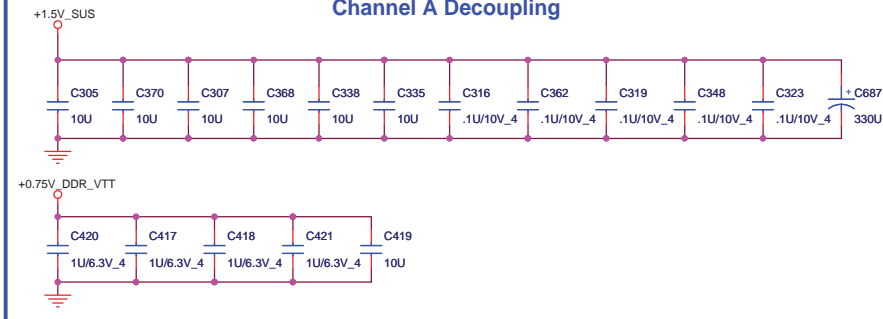 Channel A Decoupling
+1.5V_SUS
C305 C370 C307 C368 C338 C335 C316 C362 C319 C348 C323 + C687
10U 10U 10U 10U 10U 10U .1U/10V_4 .1U/10V_4 .1U/10V_4 .1U/10V_4 .1U/10V_4 330U
+0.75V_DDR_VTT
C420 C417 C418 C421 C419
1U/6.3V_4 1U/6.3V_4 1U/6.3V_4 1U/6.3V_4 10U